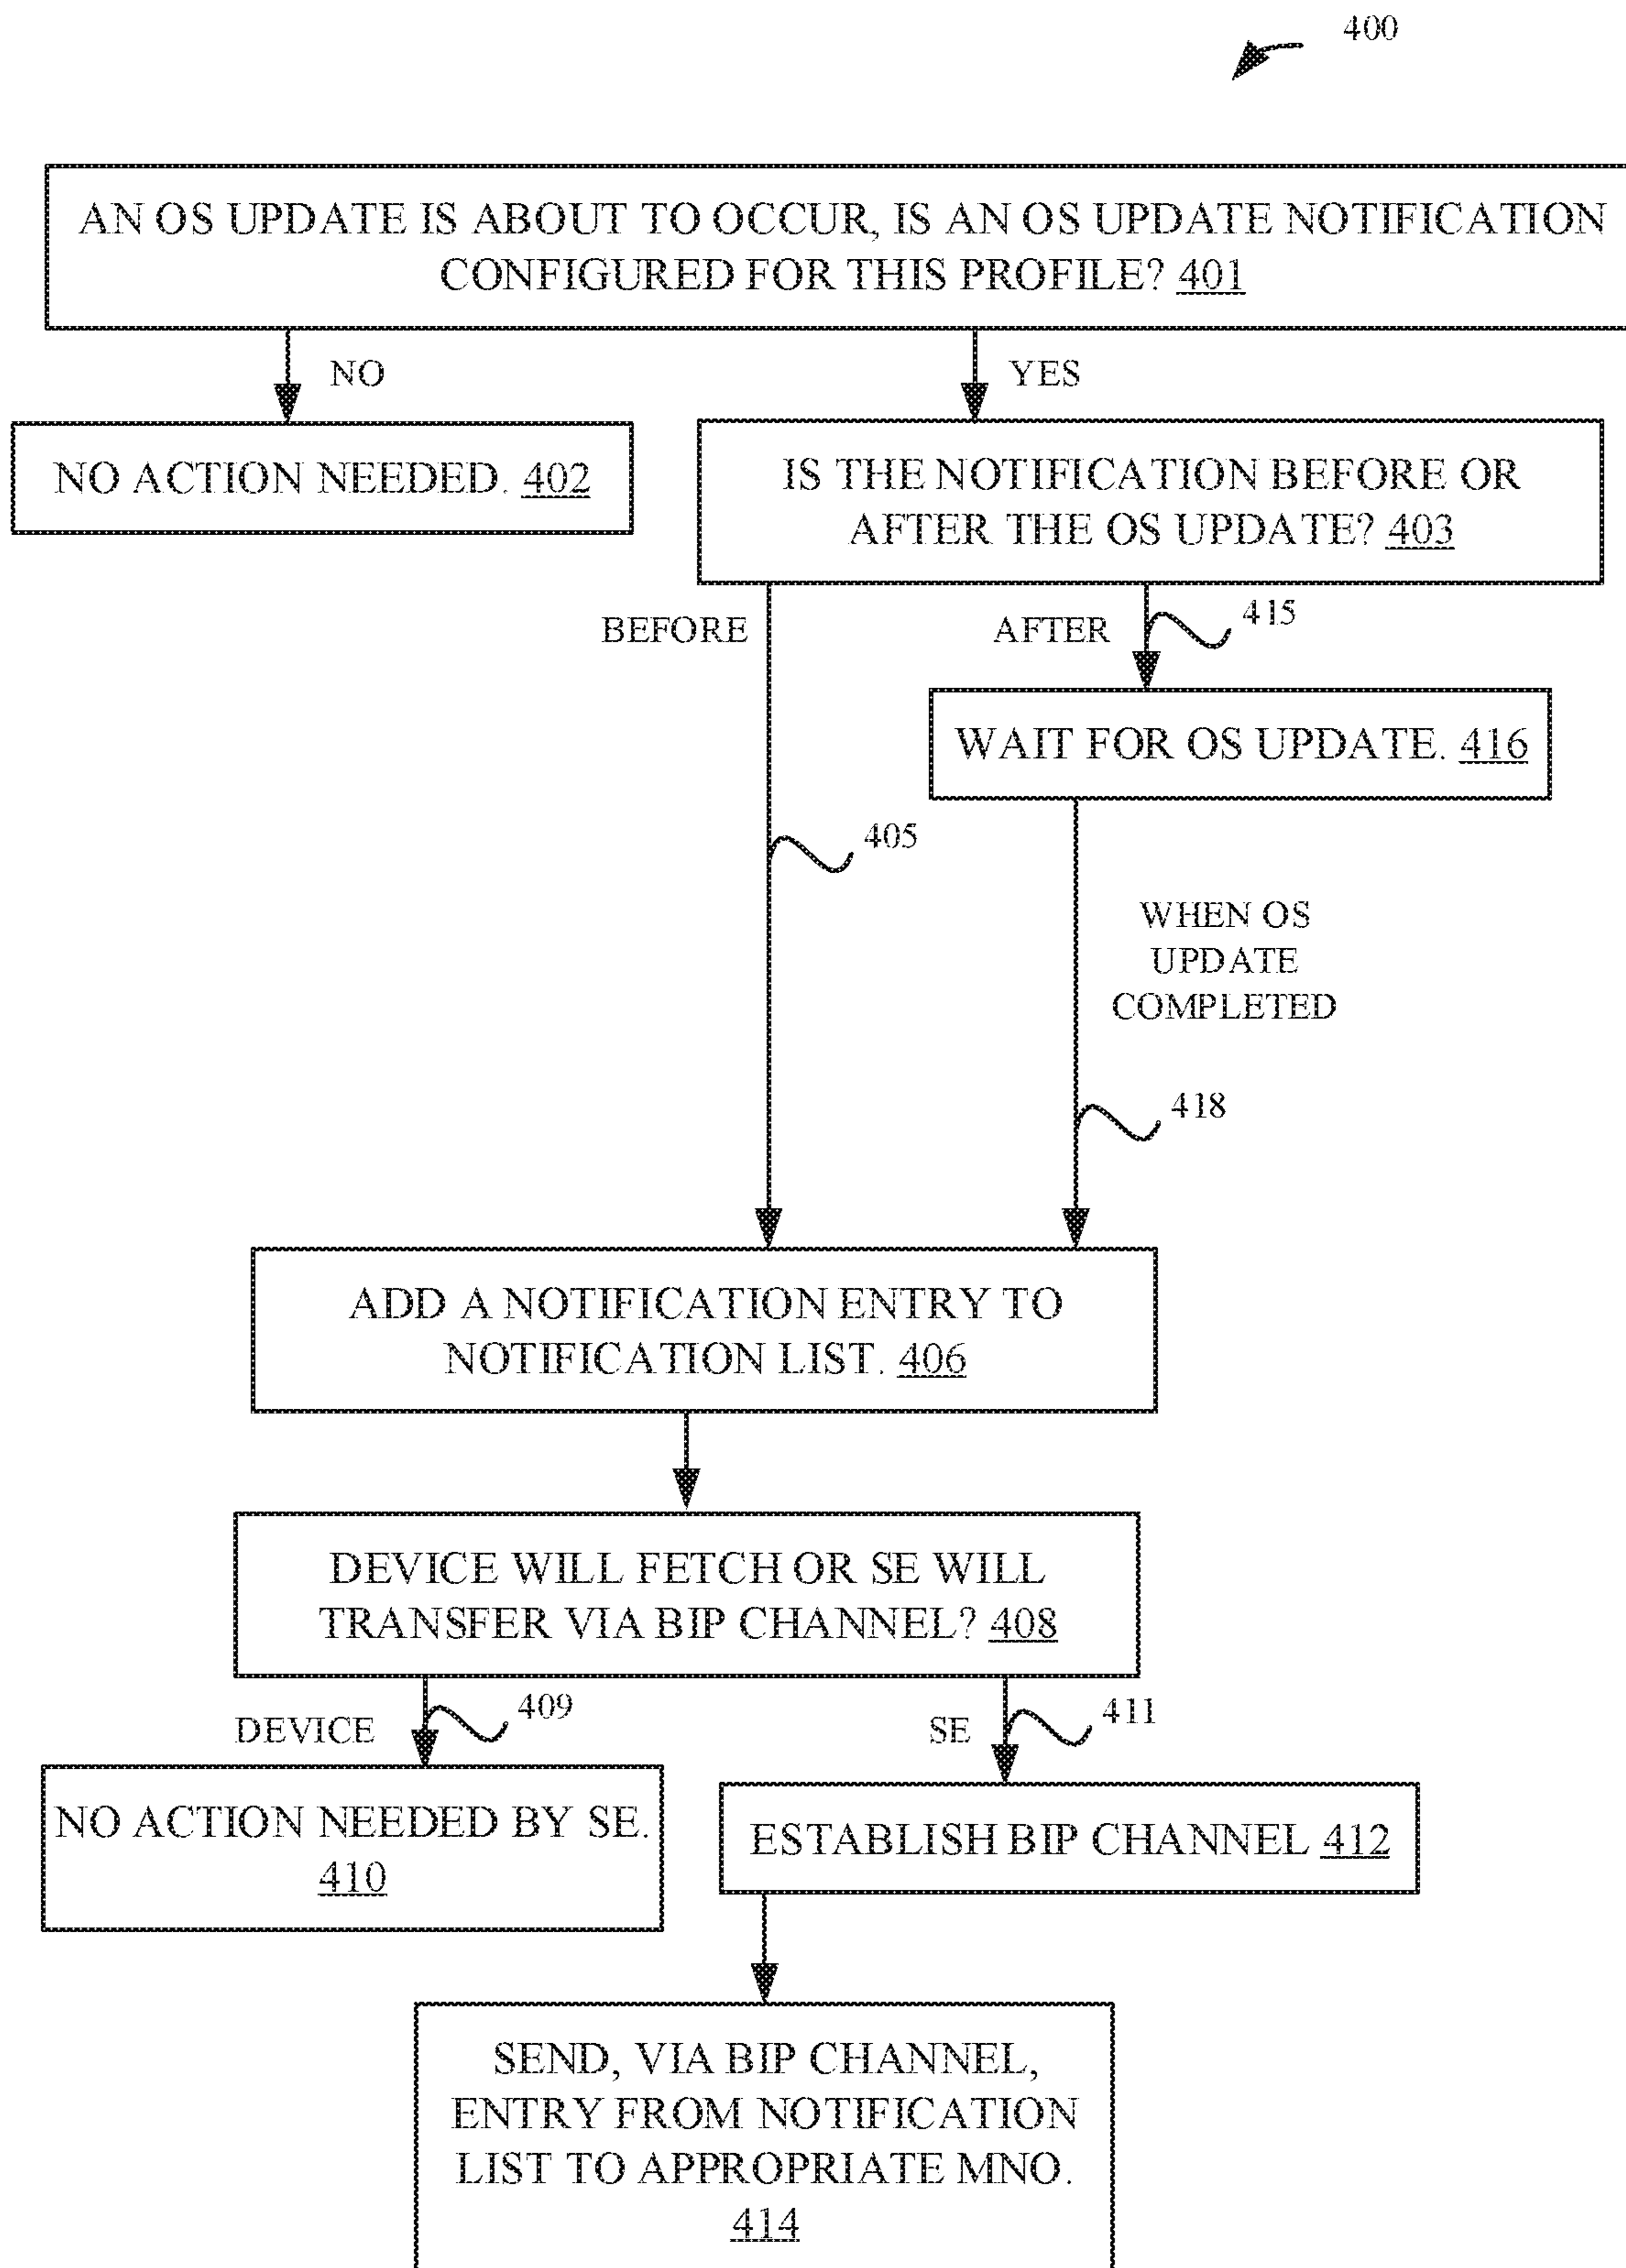 400
AN OS UPDATE IS ABOUT TO OCCUR, IS AN OS UPDATE NOTIFICATION
CONFIGURED FOR THIS PROFILE? 401
NO
YES
NO ACTION NEEDED. 402
IS THE NOTIFICATION BEFORE OR
AFTER THE OS UPDATE? 403
BEFORE
AFTER
415
WAIT FOR OS UPDATE. 416
405
WHEN OS
UPDATE
COMPLETED
418
ADD A NOTIFICATION ENTRY TO
NOTIFICATION LIST. 406
DEVICE WILL FETCH OR SE WILL
TRANSFER VIA BIP CHANNEL? 408
DEVICE
409
SE
411
NO ACTION NEEDED BY SE.
410
ESTABLISH BIP CHANNEL 412
SEND, VIA BIP CHANNEL,
ENTRY FROM NOTIFICATION
LIST TO APPROPRIATE MNO.
414